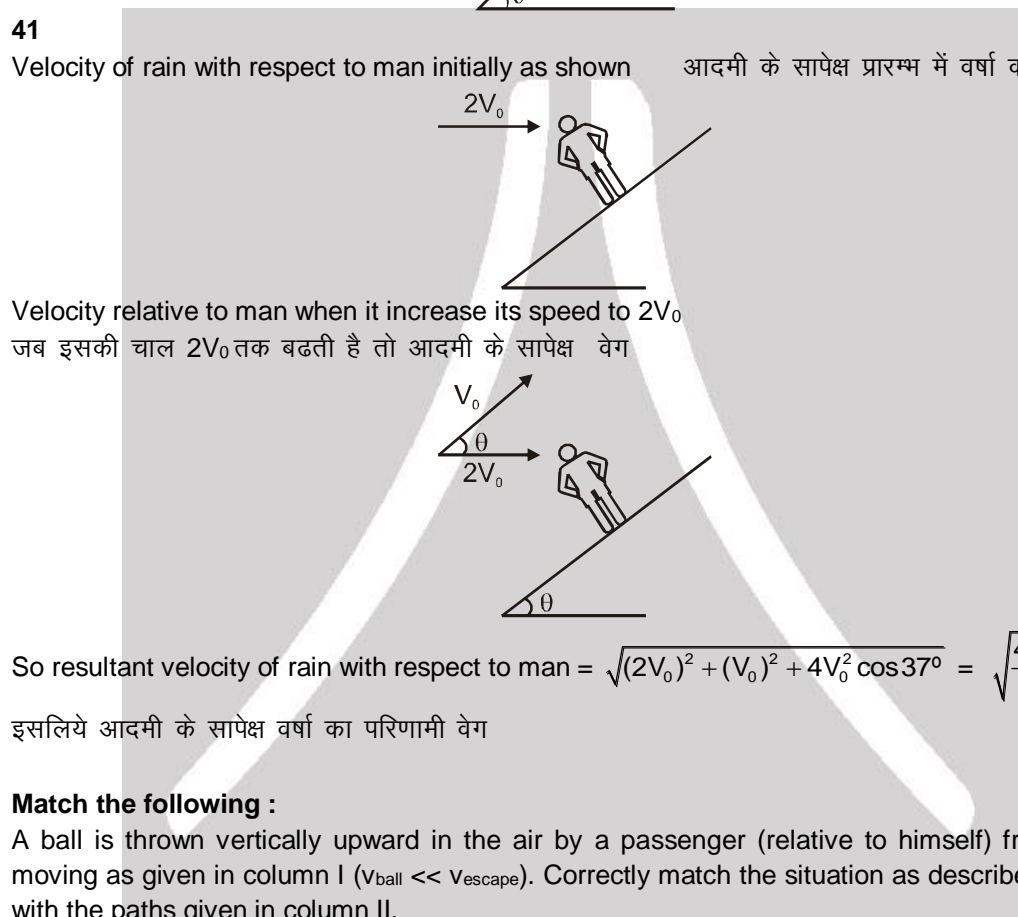 θ
41
Velocity of rain with respect to man initially as shown आदमी के सापेक्ष प्रारम्भ में वर्षा
2V₀
Velocity relative to man when it increase its speed to 2V₀
जब इसकी चाल 2V₀ तक बढती है तो आदमी के सापेक्ष वेग
V₀
θ
2V₀
θ
So resultant velocity of rain with respect to man = √((2V₀)² + (V₀)² + 4V₀² cos37º) = √
इसलिये आदमी के सापेक्ष वर्षा का परिणामी वेग
Match the following :
A ball is thrown vertically upward in the air by a passenger (relative to himself)
moving as given in column I (v_ball << v_escape). Correctly match the situation as describe
with the paths given in column II.